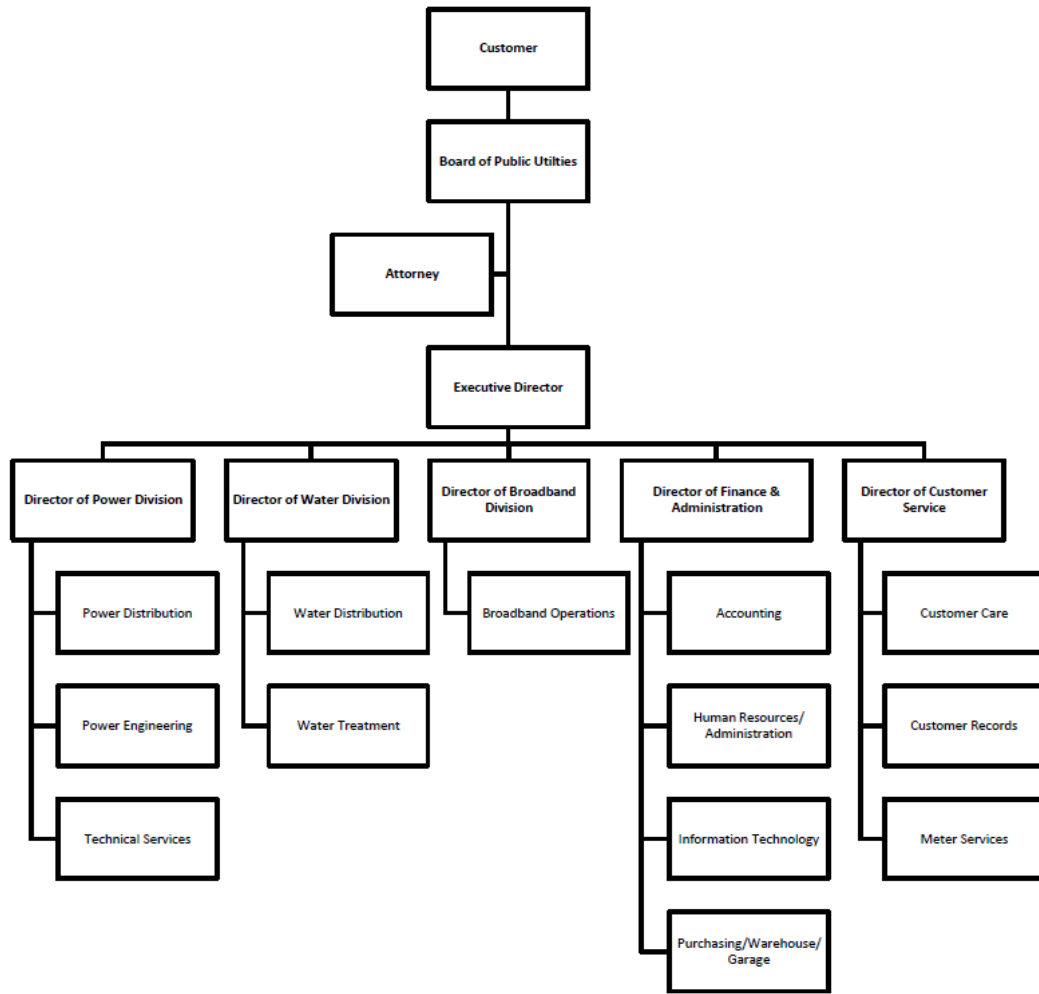 Customer
Board of Public Utilties
Attorney
Executive Director
Director of Power Division
Director of Water Division
Director of Broadband
Division
Director of Finance &
Administration
Director of Customer
Service
Power Distribution
Water Distribution
Broadband Operations
Accounting
Customer Care
Power Engineering
Water Treatment
Human Resources/
Administration
Customer Records
Technical Services
Information Technology
Meter Services
Purchasing/Warehouse/
Garage